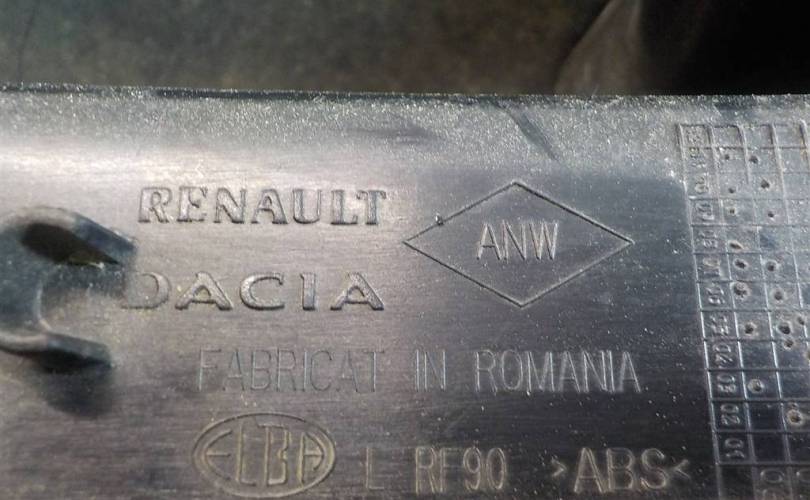 RENAULT
ANW
DACIA
FABRICAT IN ROMANIA
ELBA L RF90 >ABS<